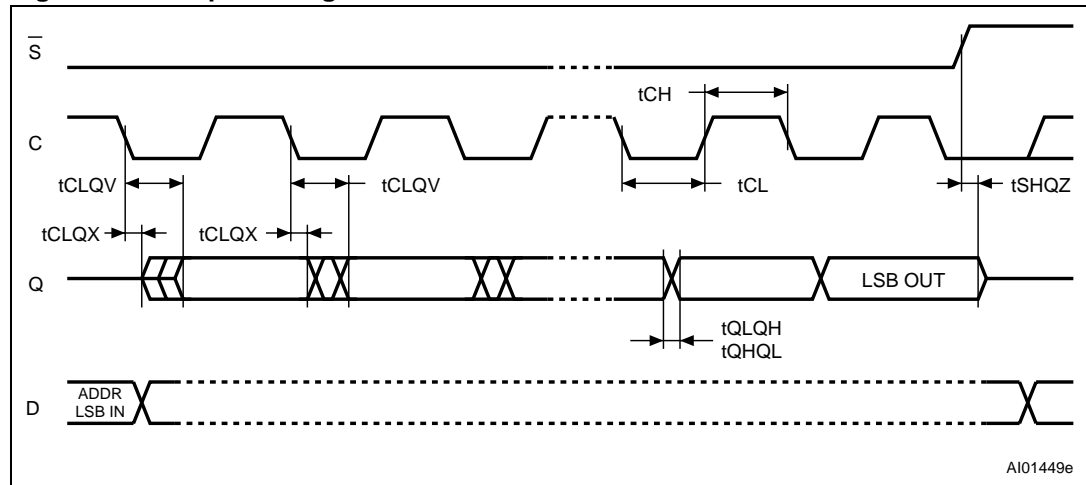 S
tCH
C
tCLQV
tCLQV
tCL
tSHQZ
tCLQX
tCLQX
Q
LSB OUT
tQLQH
tQHQL
ADDR
LSB IN
D
AI01449e